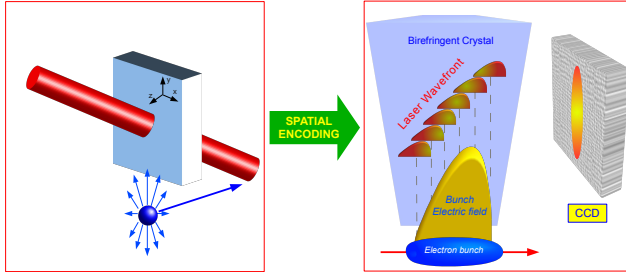 y
x
z
SPATIAL
ENCODING
Birefringent Crystal
Laser Wavefront
Bunch
Electric field
Electron bunch
CCD